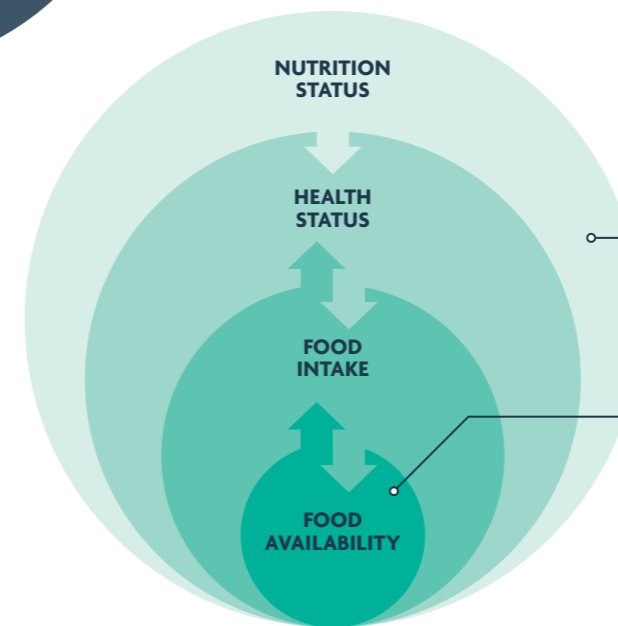 NUTRITION
STATUS
HEALTH
STATUS
FOOD
INTAKE
FOOD
AVAILABILITY